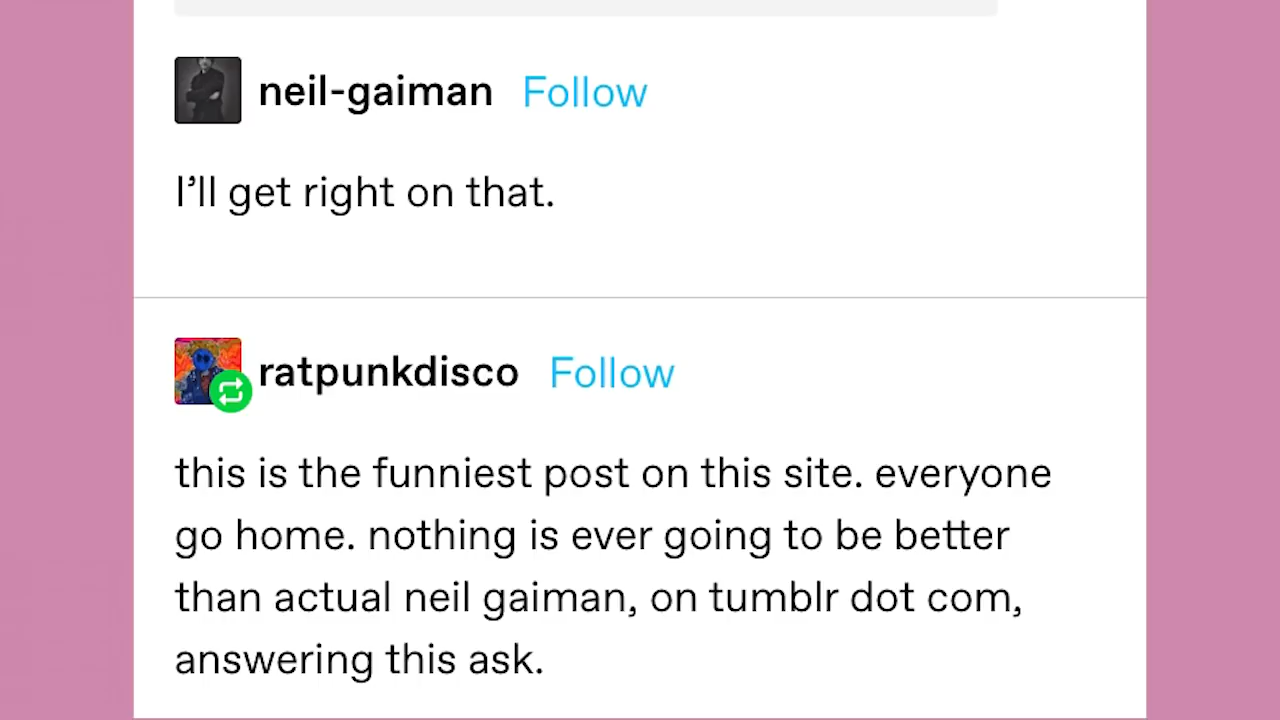 neil-gaiman Follow
I’ll get right on that.
ratpunkdisco Follow
this is the funniest post on this site. everyone
go home. nothing is ever going to be better
than actual neil gaiman, on tumblr dot com,
answering this ask.